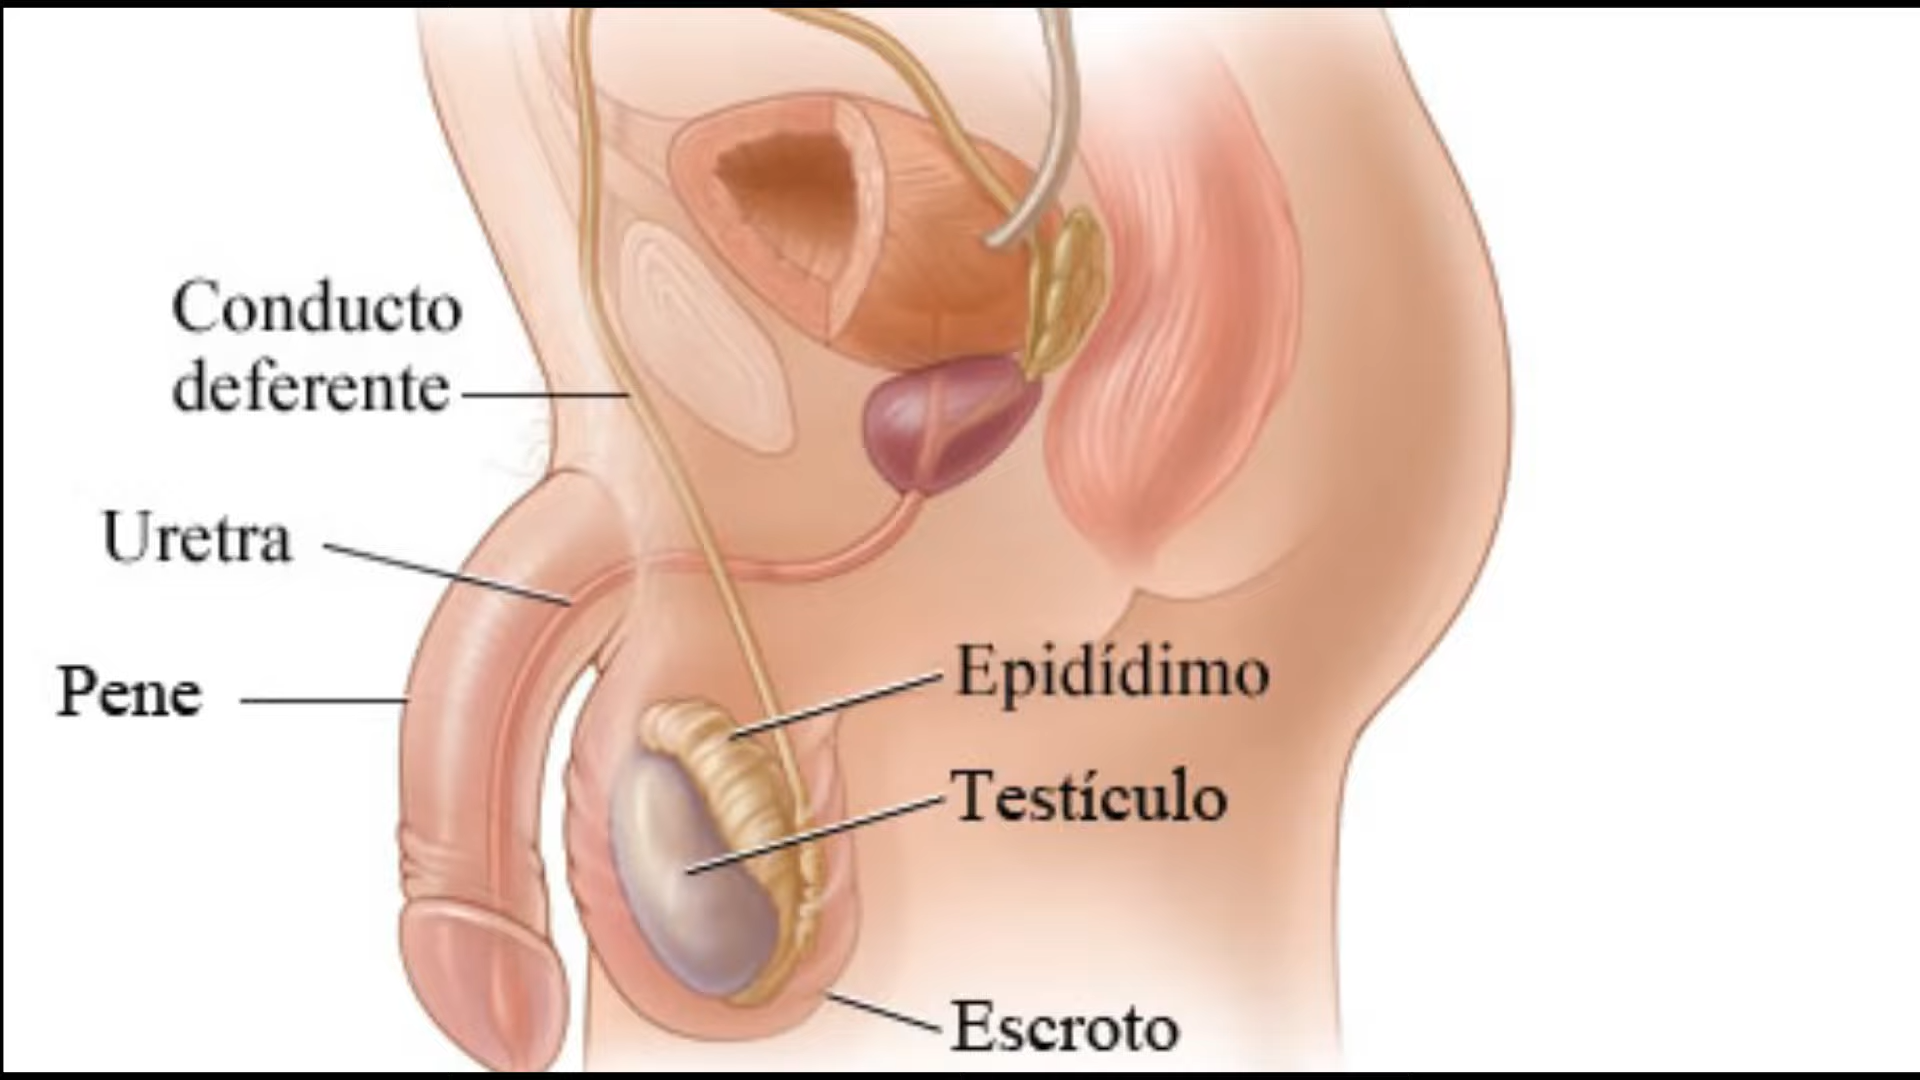 Conducto
deferente
Uretra
Pene
Epidídimo
Testículo
Escroto